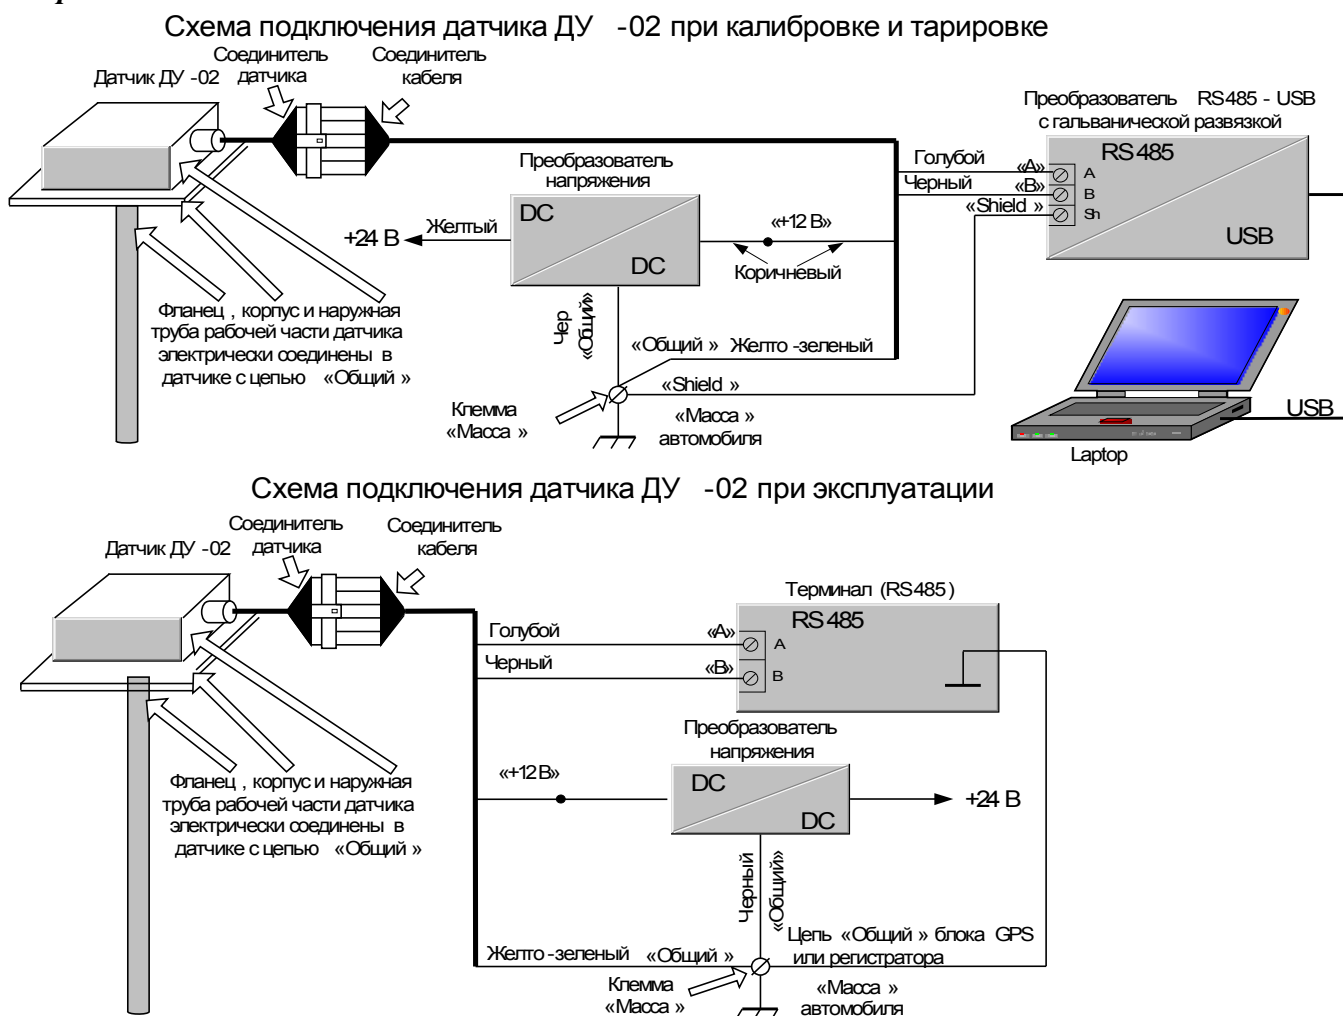 Схема подключения датчика ДУ -02 при калибровке и тарировке
Соединитель
датчика
Соединитель
кабеля
Датчик ДУ -02
Преобразователь RS485 - USB
с гальванической развязкой
RS485
Голубой «A»
A
Черный «B»
B
«Shield »
Sh
USB
Преобразователь
напряжения
DC
DC
Желтый
+24 В
«+12 В»
Коричневый
Чер
«Общий»
«Общий » Желто -зеленый
«Shield »
Клемма
«Масса »
«Масса »
автомобиля
Фланец , корпус и наружная
труба рабочей части датчика
электрически соединены в
датчике с цепью «Общий »
USB
Laptop
Схема подключения датчика ДУ -02 при эксплуатации
Соединитель
датчика
Соединитель
кабеля
Датчик ДУ -02
Терминал (RS485)
RS485
Голубой «A»
A
Черный «B»
B
Преобразователь
напряжения
«+12В»
DC
DC
+24 В
Фланец , корпус и наружная
труба рабочей части датчика
электрически соединены в
датчике с цепью «Общий »
Черный
«Общий»
Желто -зеленый «Общий »
Цепь «Общий » блока GPS
или регистратора
Клемма
«Масса »
«Масса »
автомобиля